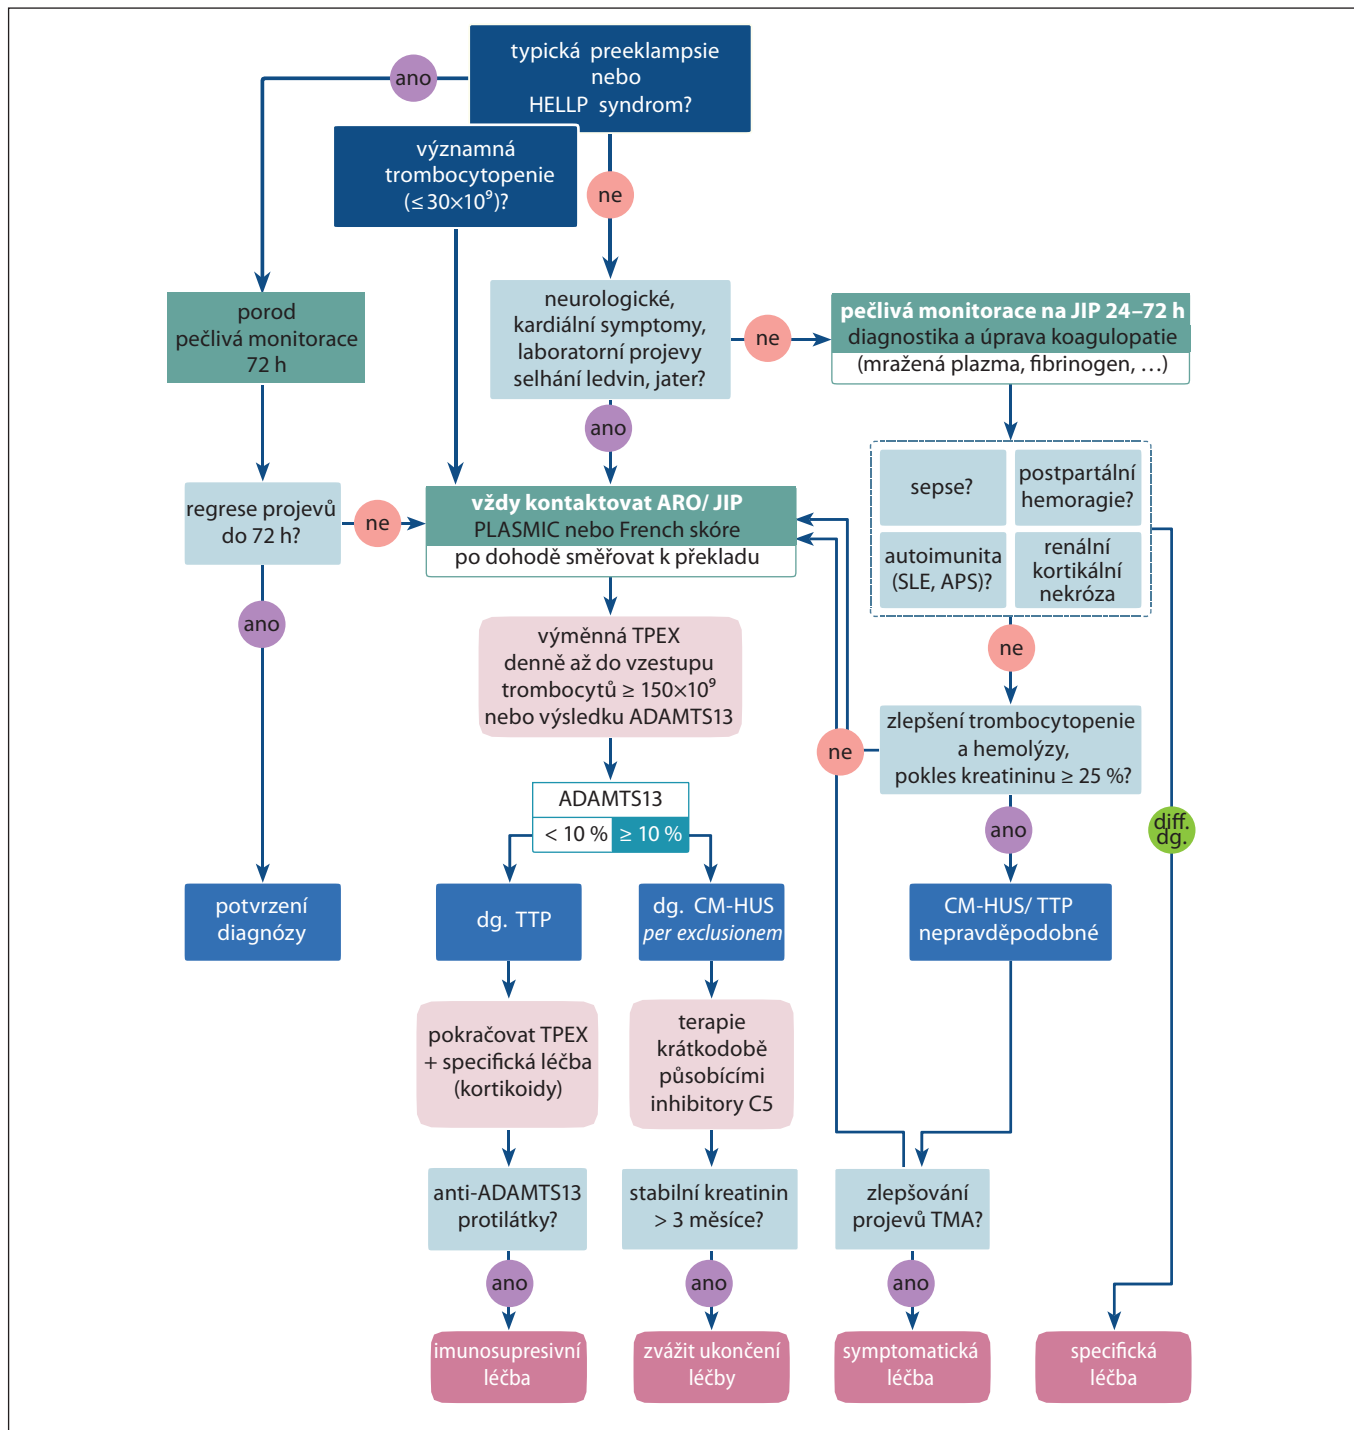 typická preeklampsie
nebo
HELLP syndrom?
ano
významná
trombocytopenie
(≤ 30×10⁹)?
ne
porod
pečlivá monitorace
72 h
neurologické,
kardiální symptomy,
laboratorní projevy
selhání ledvin, jater?
ne
pečlivá monitorace na JIP 24–72 h
diagnostika a úprava koagulopatie
(mražená plazma, fibrinogen, …)
ano
sepse?
postpartální
hemoragie?
autoimunita
(SLE, APS)?
renální
kortikální
nekróza
regrese projevů
do 72 h?
ne
vždy kontaktovat ARO/ JIP
PLASMIC nebo French skóre
po dohodě směřovat k překladu
ano
výměnná TPEX
denně až do vzestupu
trombocytů ≥ 150×10⁹
nebo výsledku ADAMTS13
ne
zlepšení trombocytopenie
a hemolýzy,
pokles kreatininu ≥ 25 %?
ne
ADAMTS13
< 10 %
≥ 10 %
ano
diff.
dg.
potvrzení
diagnózy
dg. TTP
dg. CM-HUS
per exclusionem
CM-HUS/ TTP
nepravděpodobné
pokračovat TPEX
+ specifická léčba
(kortikoidy)
terapie
krátkodobě
působícími
inhibitory C5
anti-ADAMTS13
protilátky?
stabilní kreatinin
> 3 měsíce?
zlepšování
projevů TMA?
ano
ano
ano
imunosupresivní
léčba
zvážit ukončení
léčby
symptomatická
léčba
specifická
léčba